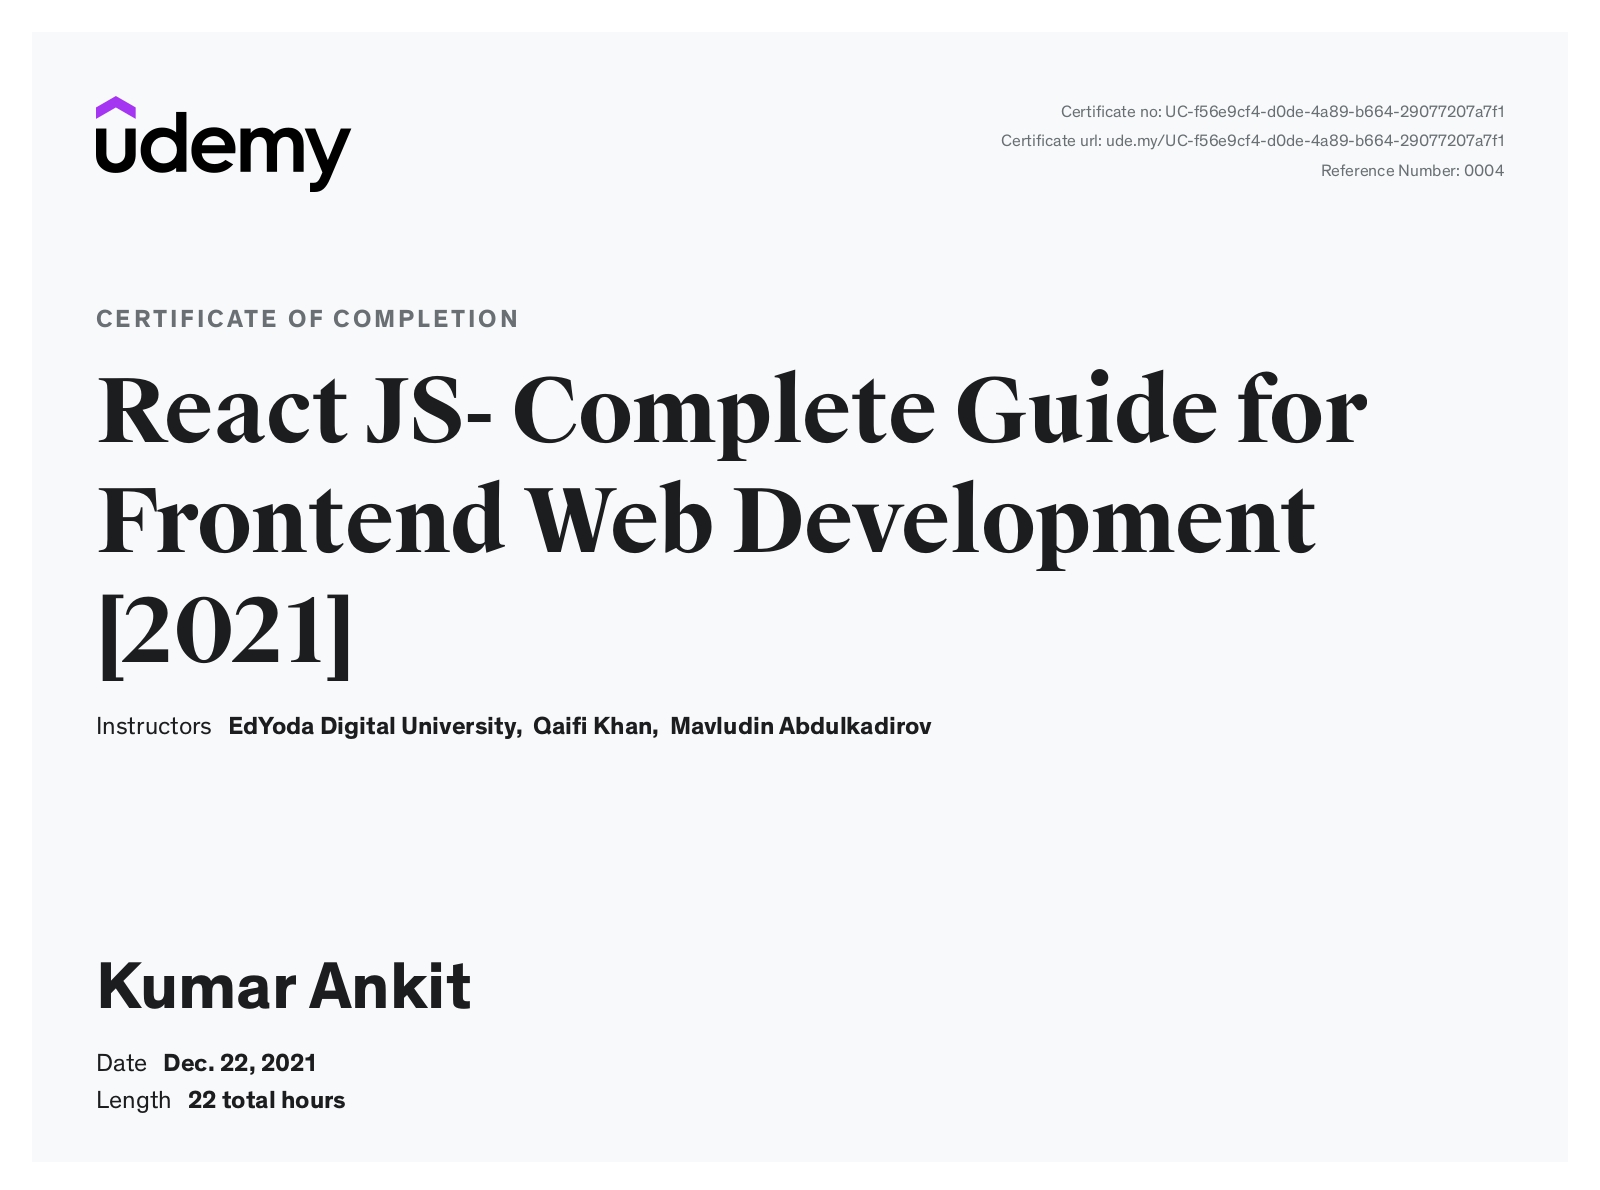 udemy
Certificate no: UC-f56e9cf4-d0de-4a89-b664-29077207a7f1
Certificate url: ude.my/UC-f56e9cf4-d0de-4a89-b664-29077207a7f1
Reference Number: 0004
CERTIFICATE OF COMPLETION
React JS- Complete Guide for
Frontend Web Development
[2021]
Instructors EdYoda Digital University, Qaifi Khan, Mavludin Abdulkadirov
Kumar Ankit
Date Dec. 22, 2021
Length 22 total hours